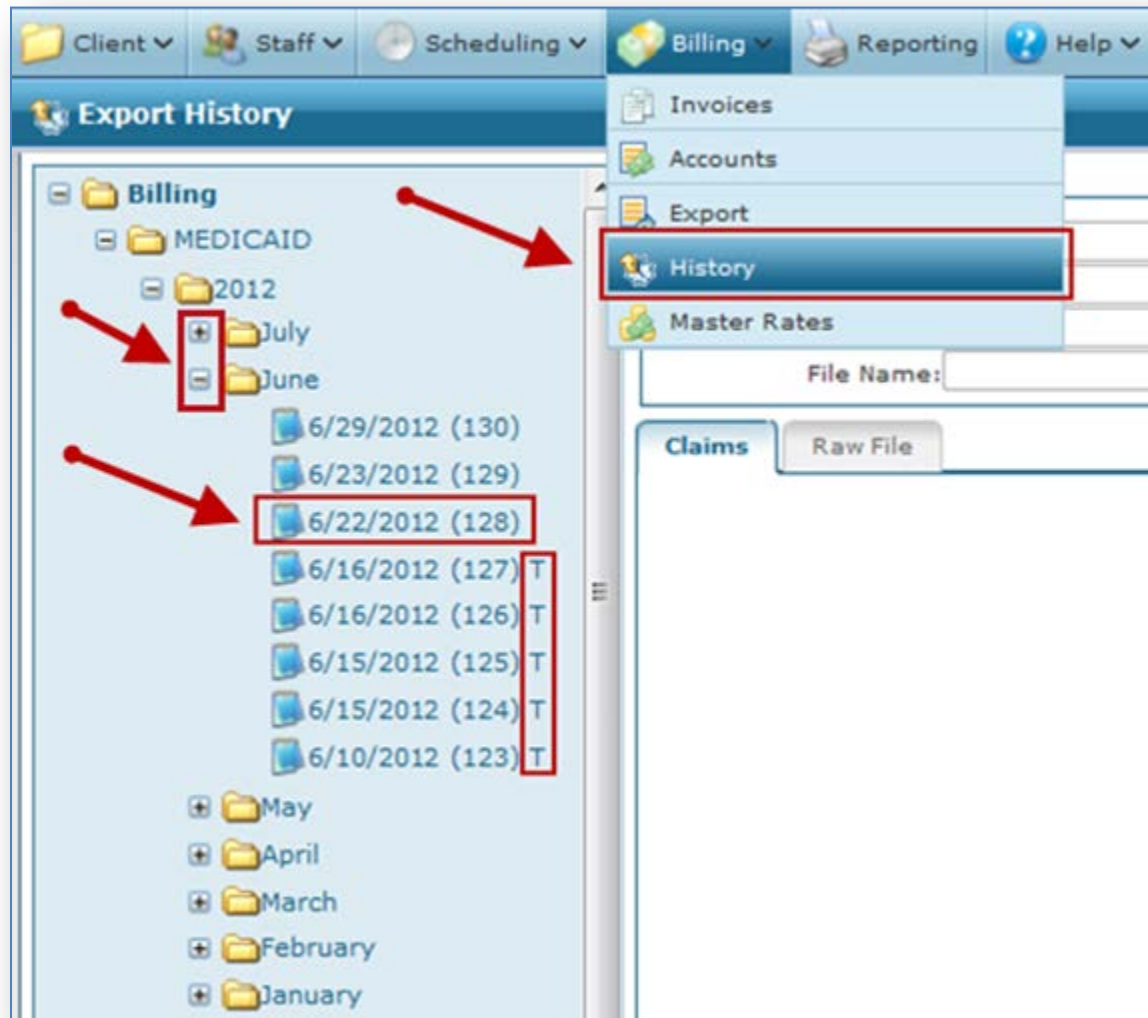 Client Staff Scheduling Billing Reporting Help
Export History
Invoices
Accounts
Export
History
Master Rates
Billing
MEDICAID
2012
July
June
6/29/2012 (130)
6/23/2012 (129)
6/22/2012 (128)
6/16/2012 (127) T
6/16/2012 (126) T
6/15/2012 (125) T
6/15/2012 (124) T
6/10/2012 (123) T
May
April
March
February
January
File Name:
Claims Raw File